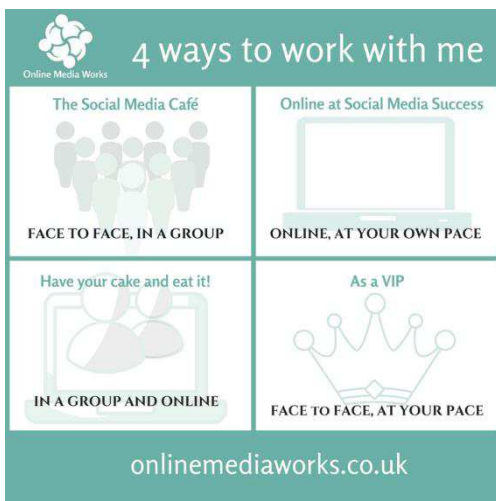 Online Media Works
4 ways to work with me
The Social Media Café
FACE TO FACE, IN A GROUP
Online at Social Media Success
ONLINE, AT YOUR OWN PACE
Have your cake and eat it!
IN A GROUP AND ONLINE
As a VIP
FACE TO FACE, AT YOUR PACE
onlinemediaworks.co.uk